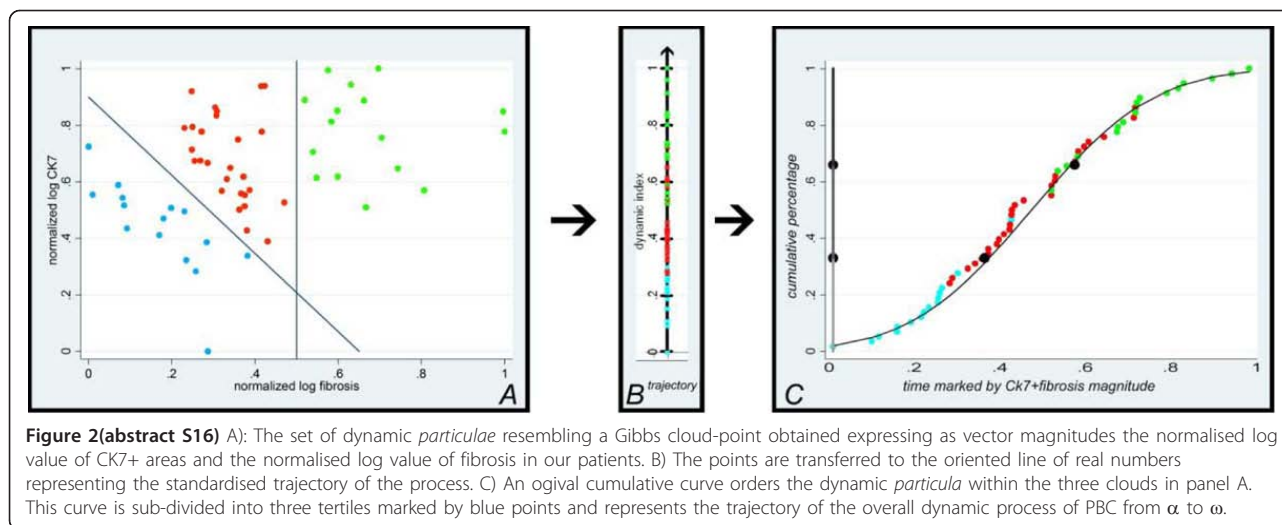 1
.8
.6
.4
.2
0
normalized log CK7
0 .2 .4 .6 .8 1
normalized log fibrosis
A
1
.8
.6
.4
.2
0
dynamic index
B trajectory
1
.8
.6
.4
.2
0
cumulative percentage
0 .2 .4 .6 .8 1
C time marked by Ck7+fibrosis magnitude
Figure 2(abstract S16) A): The set of dynamic particulae resembling a Gibbs cloud-point obtained expressing as vector magnitudes the normalised log
value of CK7+ areas and the normalised log value of fibrosis in our patients. B) The points are transferred to the oriented line of real numbers
representing the standardised trajectory of the process. C) An ogival cumulative curve orders the dynamic particula within the three clouds in panel A.
This curve is sub-divided into three tertiles marked by blue points and represents the trajectory of the overall dynamic process of PBC from α to ω.